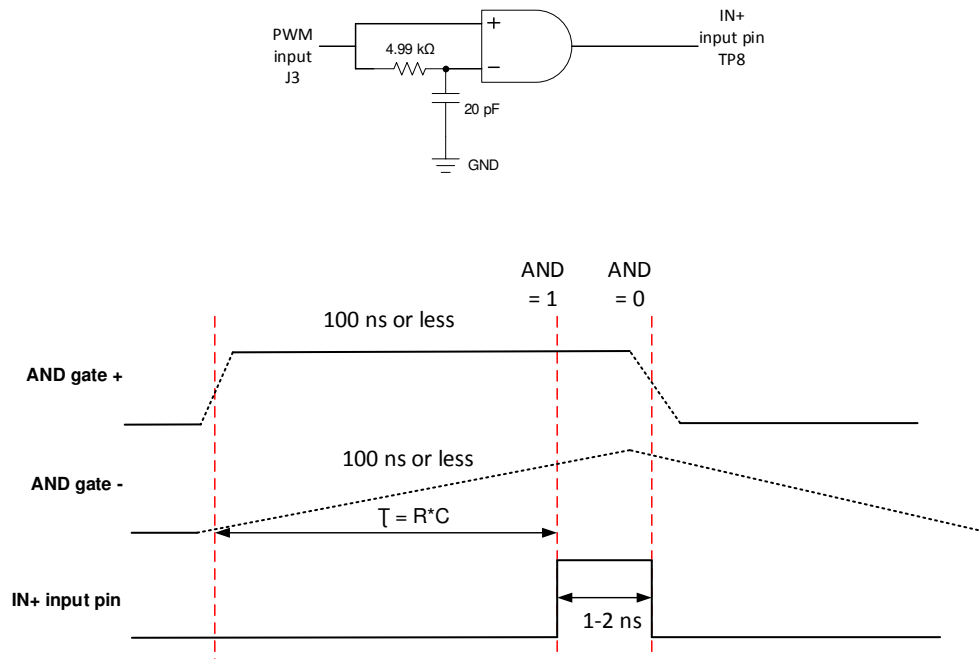 PWM
input
J3
4.99 kΩ
+
−
20 pF
GND
IN+
input pin
TP8
AND
= 1
AND
= 0
100 ns or less
AND gate +
100 ns or less
AND gate -
Ʈ = R*C
IN+ input pin
1-2 ns